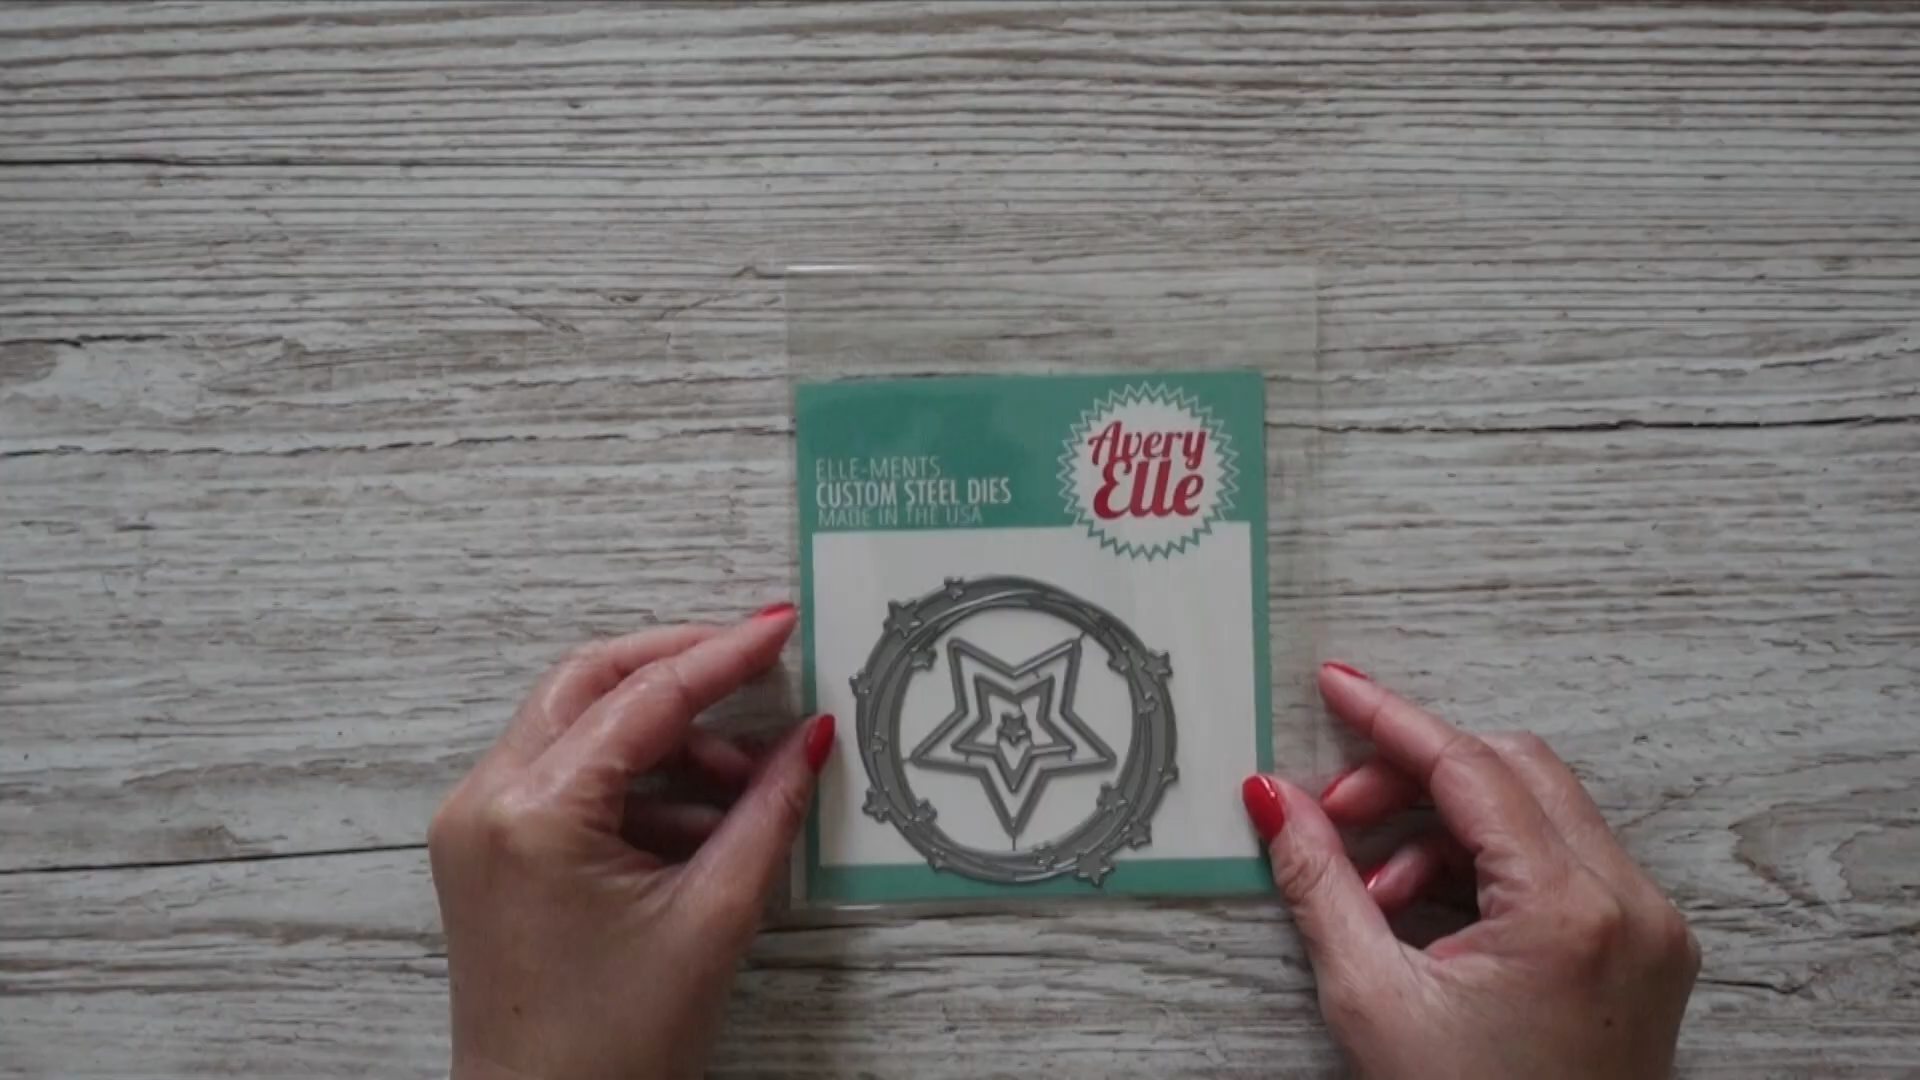 ELLE-MENTS
CUSTOM STEEL DIES
MADE IN THE USA
Avery
Elle